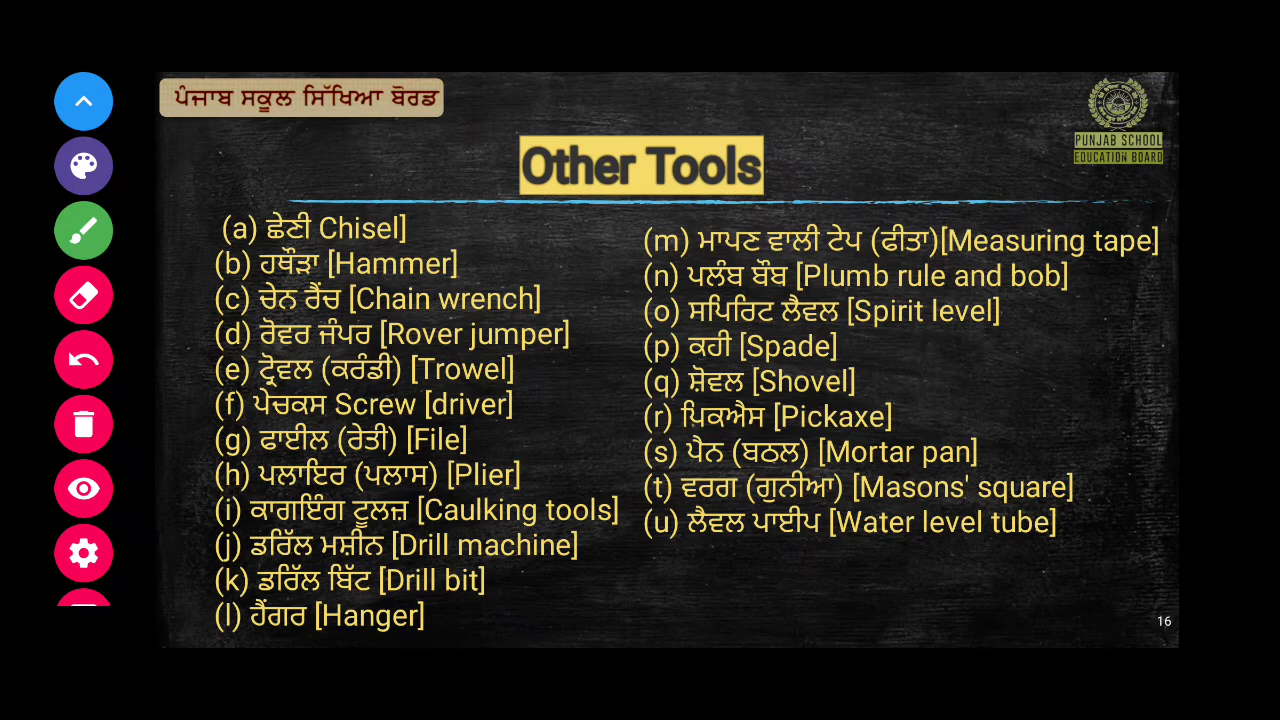 ਪੰਜਾਬ ਸਕੂਲ ਸਿੱਖਿਆ ਬੋਰਡ
PUNJAB SCHOOL
EDUCATION BOARD
Other Tools
(a) ਛੇਣੀ Chisel]
(b) ਹਥੌੜਾ [Hammer]
(c) ਚੇਨ ਰੈਂਚ [Chain wrench]
(d) ਰੋਵਰ ਜੰਪਰ [Rover jumper]
(e) ਟ੍ਰੋਵਲ (ਕਰੰਡੀ) [Trowel]
(f) ਪੇਚਕਸ Screw [driver]
(g) ਫਾਈਲ (ਰੇਤੀ) [File]
(h) ਪਲਾਇਰ (ਪਲਾਸ) [Plier]
(i) ਕਾਗਇੰਗ ਟੂਲਜ਼ [Caulking tools]
(j) ਡਰਿੱਲ ਮਸ਼ੀਨ [Drill machine]
(k) ਡਰਿੱਲ ਬਿੱਟ [Drill bit]
(l) ਹੈਂਗਰ [Hanger]
(m) ਮਾਪਣ ਵਾਲੀ ਟੇਪ (ਫੀਤਾ)[Measuring tape]
(n) ਪਲੰਬ ਬੌਬ [Plumb rule and bob]
(o) ਸਪਿਰਿਟ ਲੈਵਲ [Spirit level]
(p) ਕਹੀ [Spade]
(q) ਸ਼ੋਵਲ [Shovel]
(r) ਪ਼ਿਕਐਸ [Pickaxe]
(s) ਪੈਨ (ਬਠਲ) [Mortar pan]
(t) ਵਰਗ (ਗੁਨੀਆ) [Masons' square]
(u) ਲੈਵਲ ਪਾਈਪ [Water level tube]
16